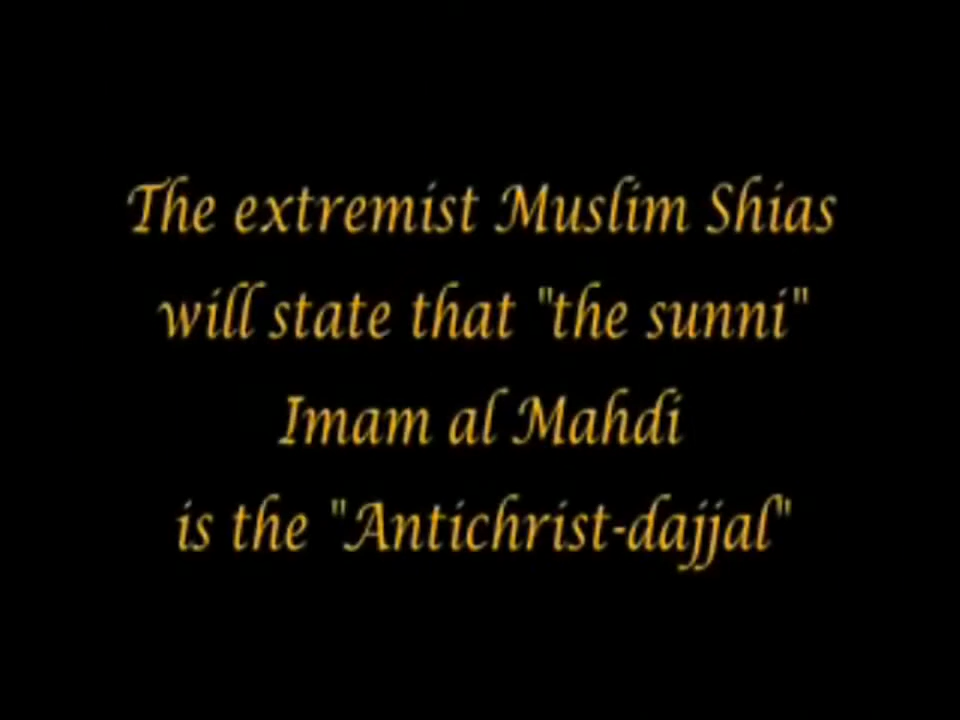 The extremist Muslim Shias
will state that "the sunni"
Imam al Mahdi
is the "Antichrist-dajjal"